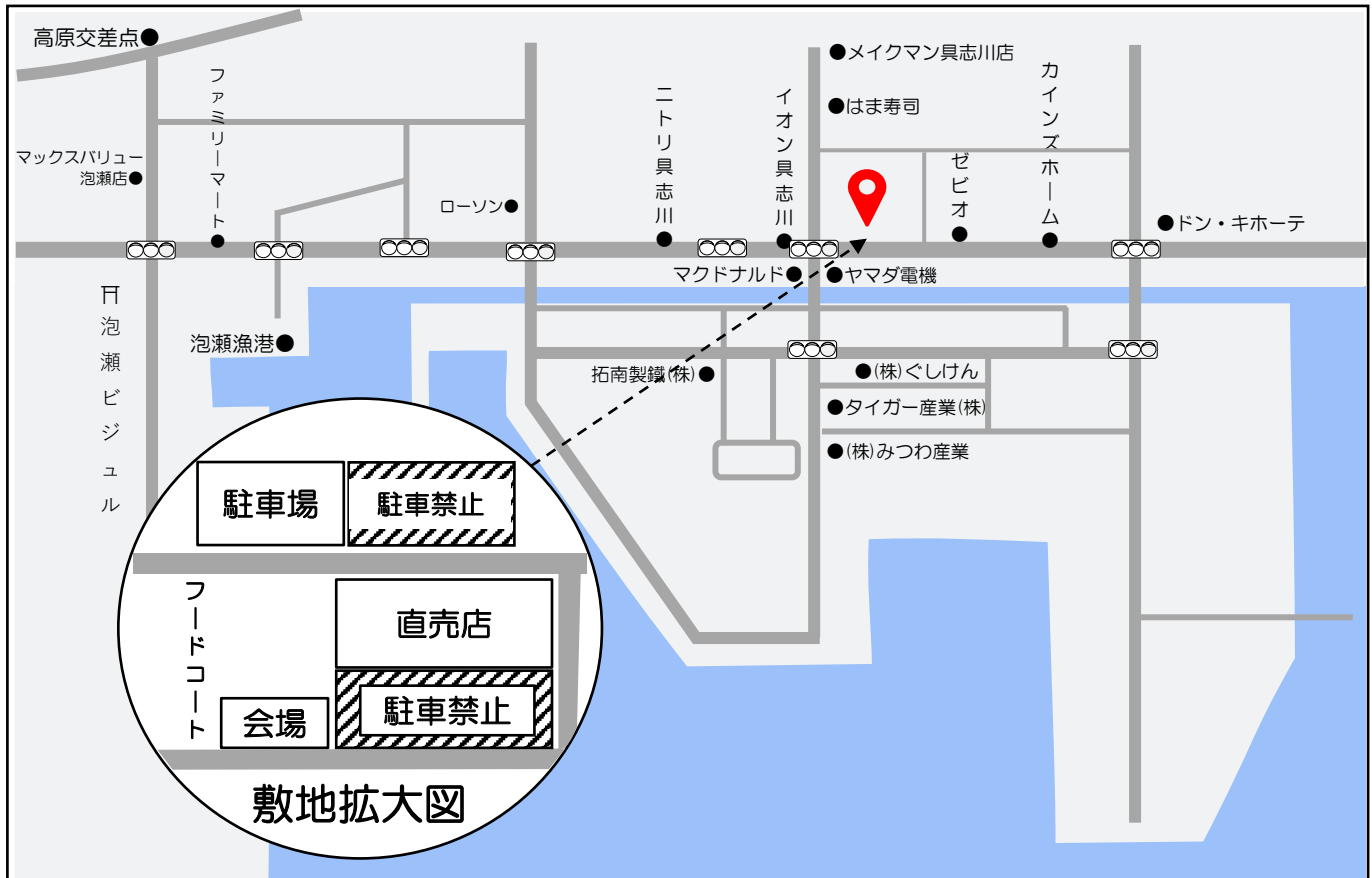 高原交差点
メイクマン具志川店
はま寿司
ファミリーマート
ニトリ具志川
イオン具志川
カインズホーム
ゼビオ
マックスバリュー
泡瀬店
ローソン
ドン・キホーテ
マクドナルド
ヤマダ電機
泡瀬ビジュル
泡瀬漁港
拓南製鐵(株)
(株)ぐしけん
タイガー産業(株)
(株)みつわ産業
駐車場
駐車禁止
フードコート
直売店
会場
駐車禁止
敷地拡大図